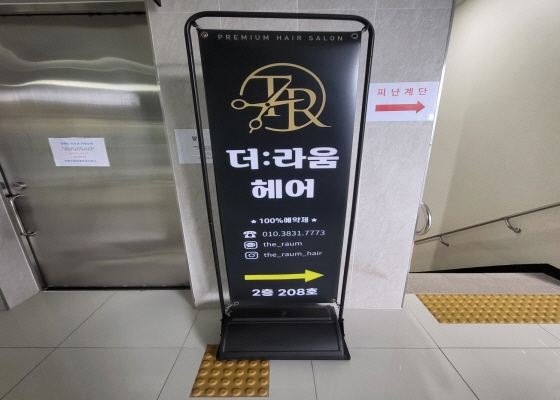 PREMIUM HAIR SALON
TR
더:라움
헤어
★ 100%예약제 ★
010.3831.7773
the_raum
the_raum_hair
2층 208호
피난계단